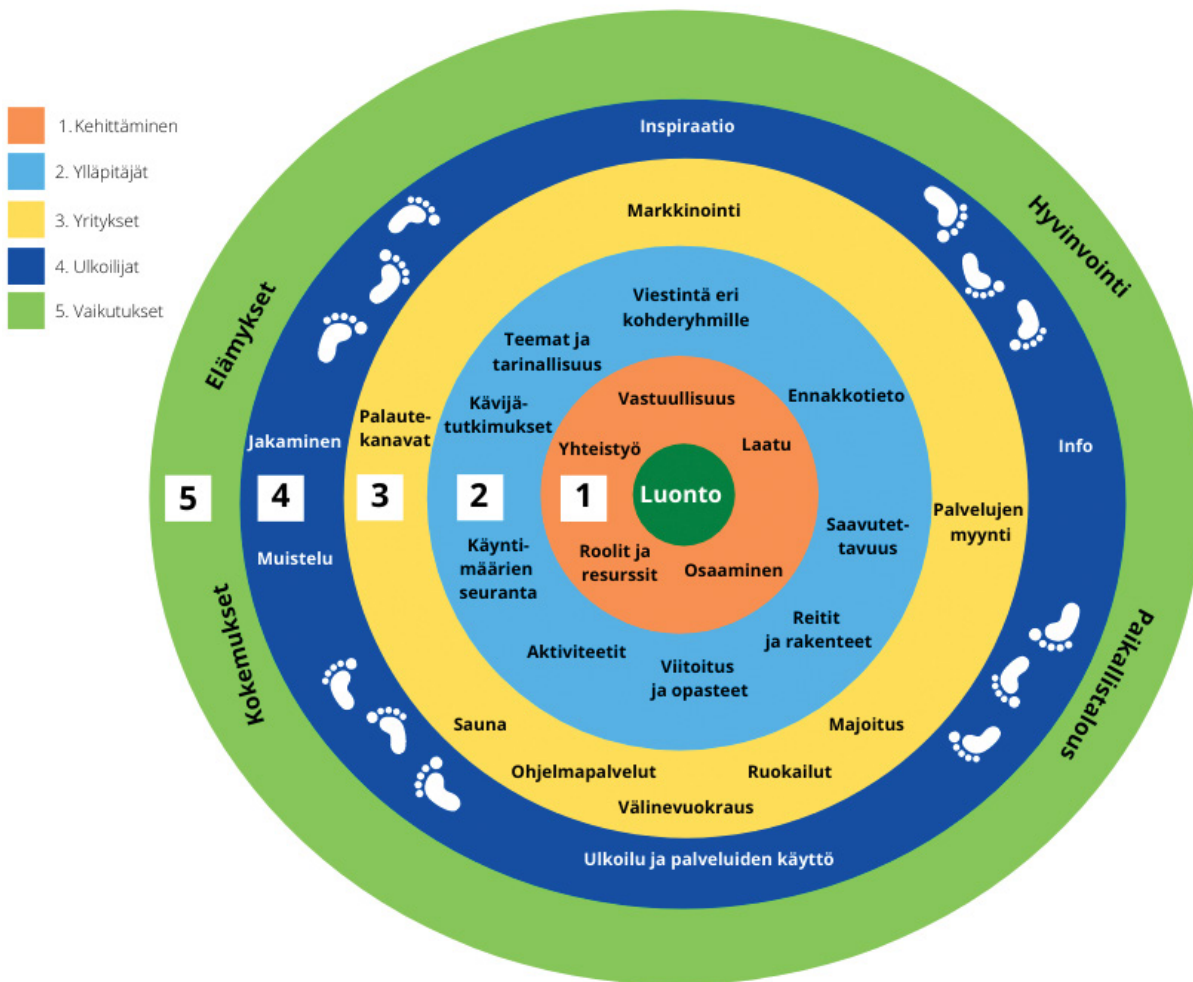 1. Kehittäminen
2. Ylläpitäjät
3. Yritykset
4. Ulkoilijat
5. Vaikutukset
Inspiraatio
Markkinointi
Hyvinvointi
Viestintä eri
kohderyhmille
Teemat ja
tarinallisuus
Elämykset
Ennakkotieto
Vastuullisuus
Kävijä-
tutkimukset
Palaute-
kanavat
Jakaminen
Yhteistyö
Laatu
Info
5
4
3
2
1
Luonto
Palvelujen
myynti
Saavutet-
tavuus
Muistelu
Käynti-
määrien
seuranta
Roolit ja
resurssit
Osaaminen
Kokemukset
Reitit
ja rakenteet
Paikallistalous
Aktiviteetit
Viitoitus
ja opasteet
Sauna
Majoitus
Ohjelmapalvelut
Ruokailut
Välinevuokraus
Ulkoilu ja palveluiden käyttö